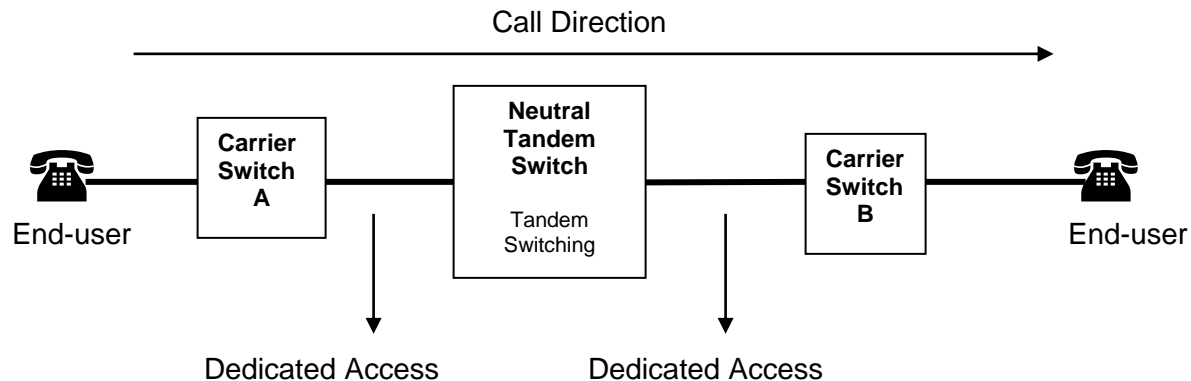 Call Direction
Neutral
Tandem
Switch
Tandem
Switching
Carrier
Switch
A
Carrier
Switch
B
End-user
End-user
Dedicated Access
Dedicated Access